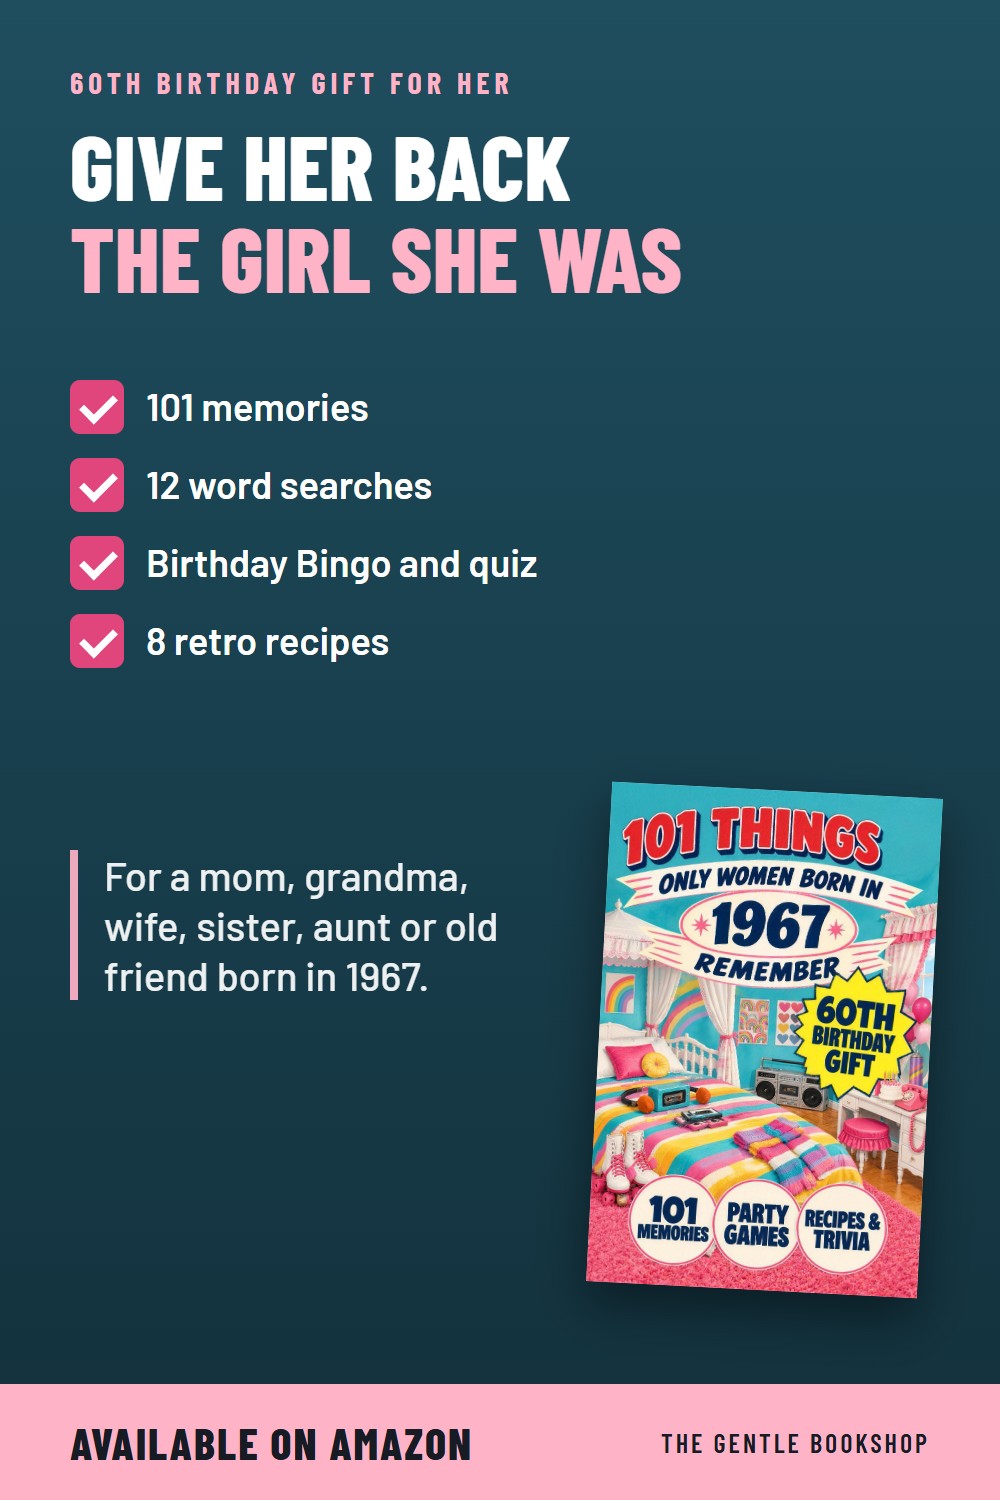 60TH BIRTHDAY GIFT FOR HER
GIVE HER BACK
THE GIRL SHE WAS
101 memories
12 word searches
Birthday Bingo and quiz
8 retro recipes
For a mom, grandma,
wife, sister, aunt or old
friend born in 1967.
101 THINGS
ONLY WOMEN BORN IN
1967
REMEMBER
60TH
BIRTHDAY
GIFT
101
MEMORIES
PARTY
GAMES
RECIPES &
TRIVIA
AVAILABLE ON AMAZON
THE GENTLE BOOKSHOP